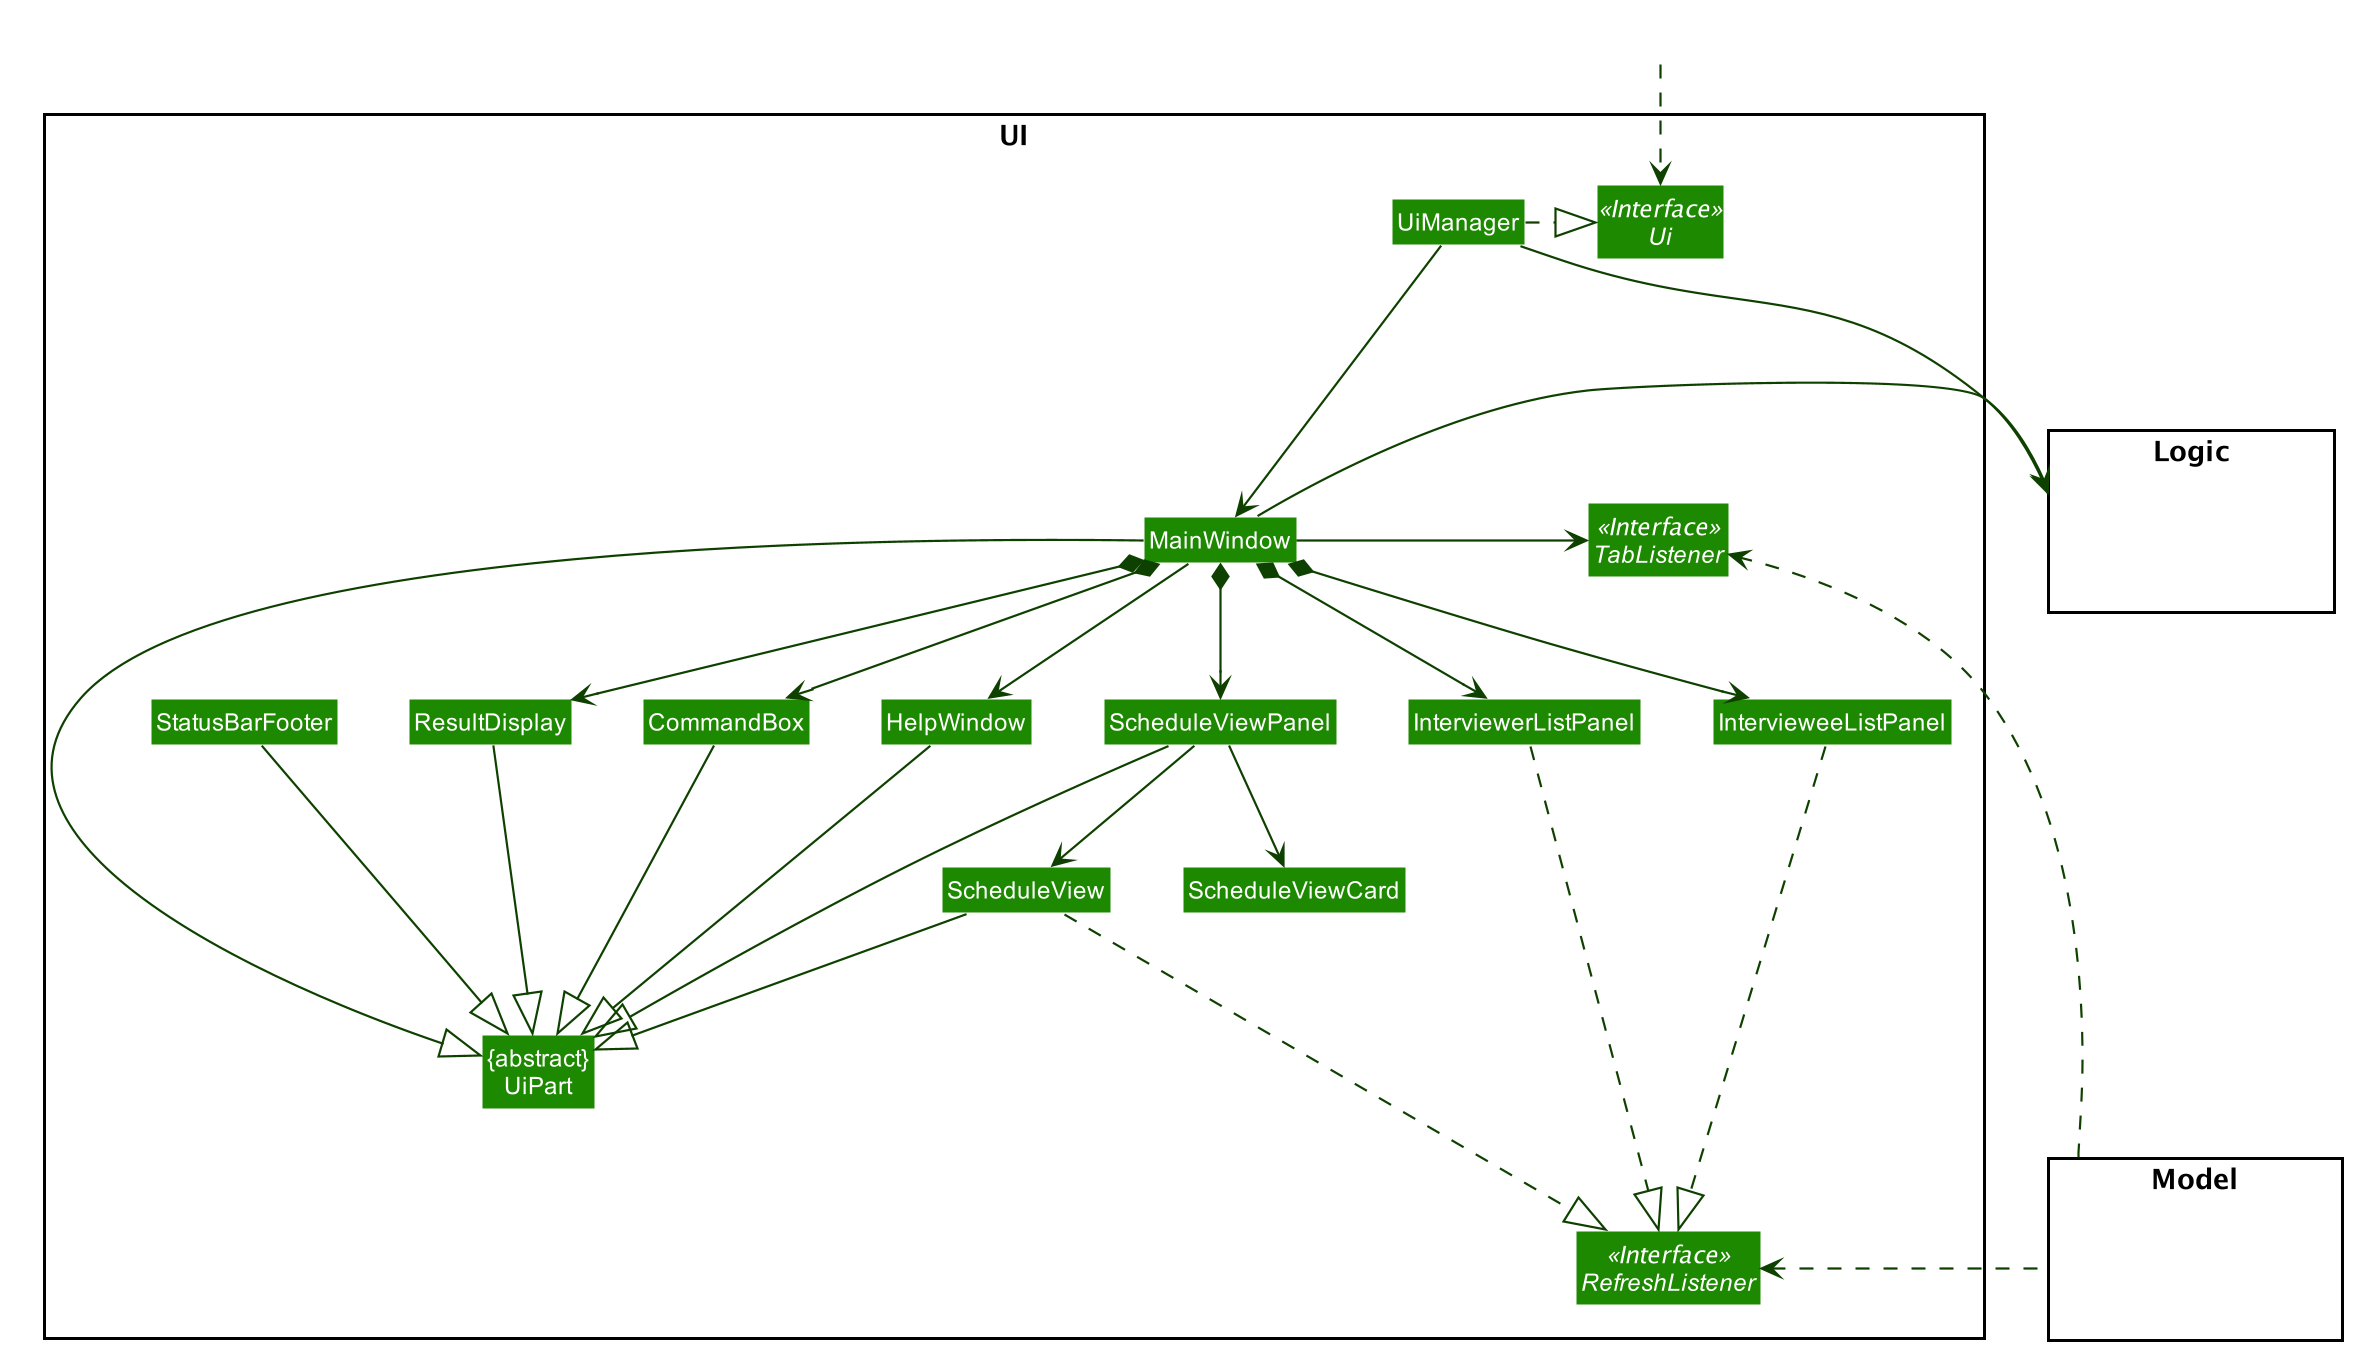 UI
UiManager
«Interface»
Ui
Logic
MainWindow
«Interface»
TabListener
StatusBarFooter
ResultDisplay
CommandBox
HelpWindow
ScheduleViewPanel
InterviewerListPanel
IntervieweeListPanel
ScheduleView
ScheduleViewCard
{abstract}
UiPart
Model
«Interface»
RefreshListener